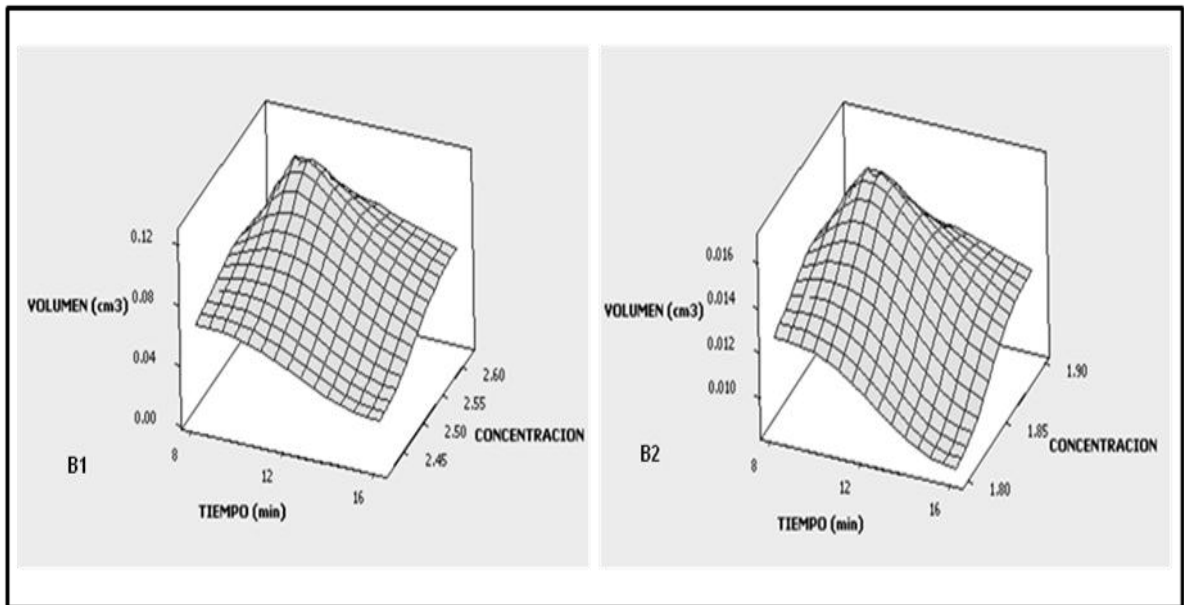 0.12
0.08
0.04
0.00
VOLUMEN (cm3)
8
12
16
TIEMPO (min)
2.45
2.50
2.55
2.60
CONCENTRACION
B1
0.016
0.014
0.012
0.010
VOLUMEN (cm3)
8
12
16
TIEMPO (min)
1.80
1.85
1.90
CONCENTRACION
B2